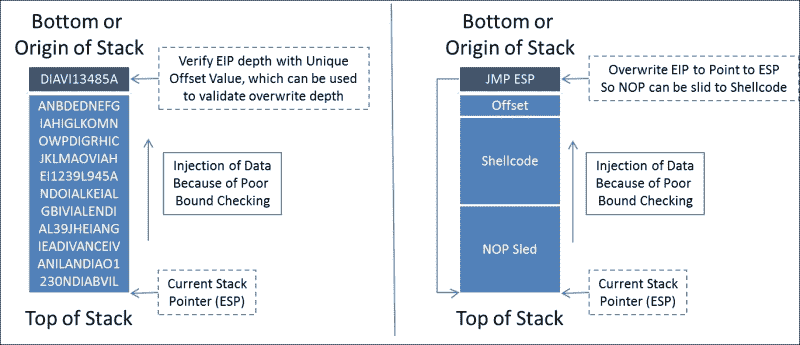 Bottom or
Origin of Stack
DIAVI13485A
Verify EIP depth with Unique
Offset Value, which can be used
to validate overwrite depth
ANBDEDNEFG
IAHIGLKOMN
OWPDIGRHIC
JKLMAOVIAH
EI1239L945A
NDOIALKEIAL
GBIVIALENDI
AL39JHEIANG
IEADIVANCEIV
ANILANDIAO1
230NDIABVIL
Injection of Data
Because of Poor
Bound Checking
Current Stack
Pointer (ESP)
Top of Stack
Bottom or
Origin of Stack
JMP ESP
Overwrite EIP to Point to ESP
So NOP can be slid to Shellcode
Offset
Shellcode
Injection of Data
Because of Poor
Bound Checking
NOP Sled
Current Stack
Pointer (ESP)
Top of Stack